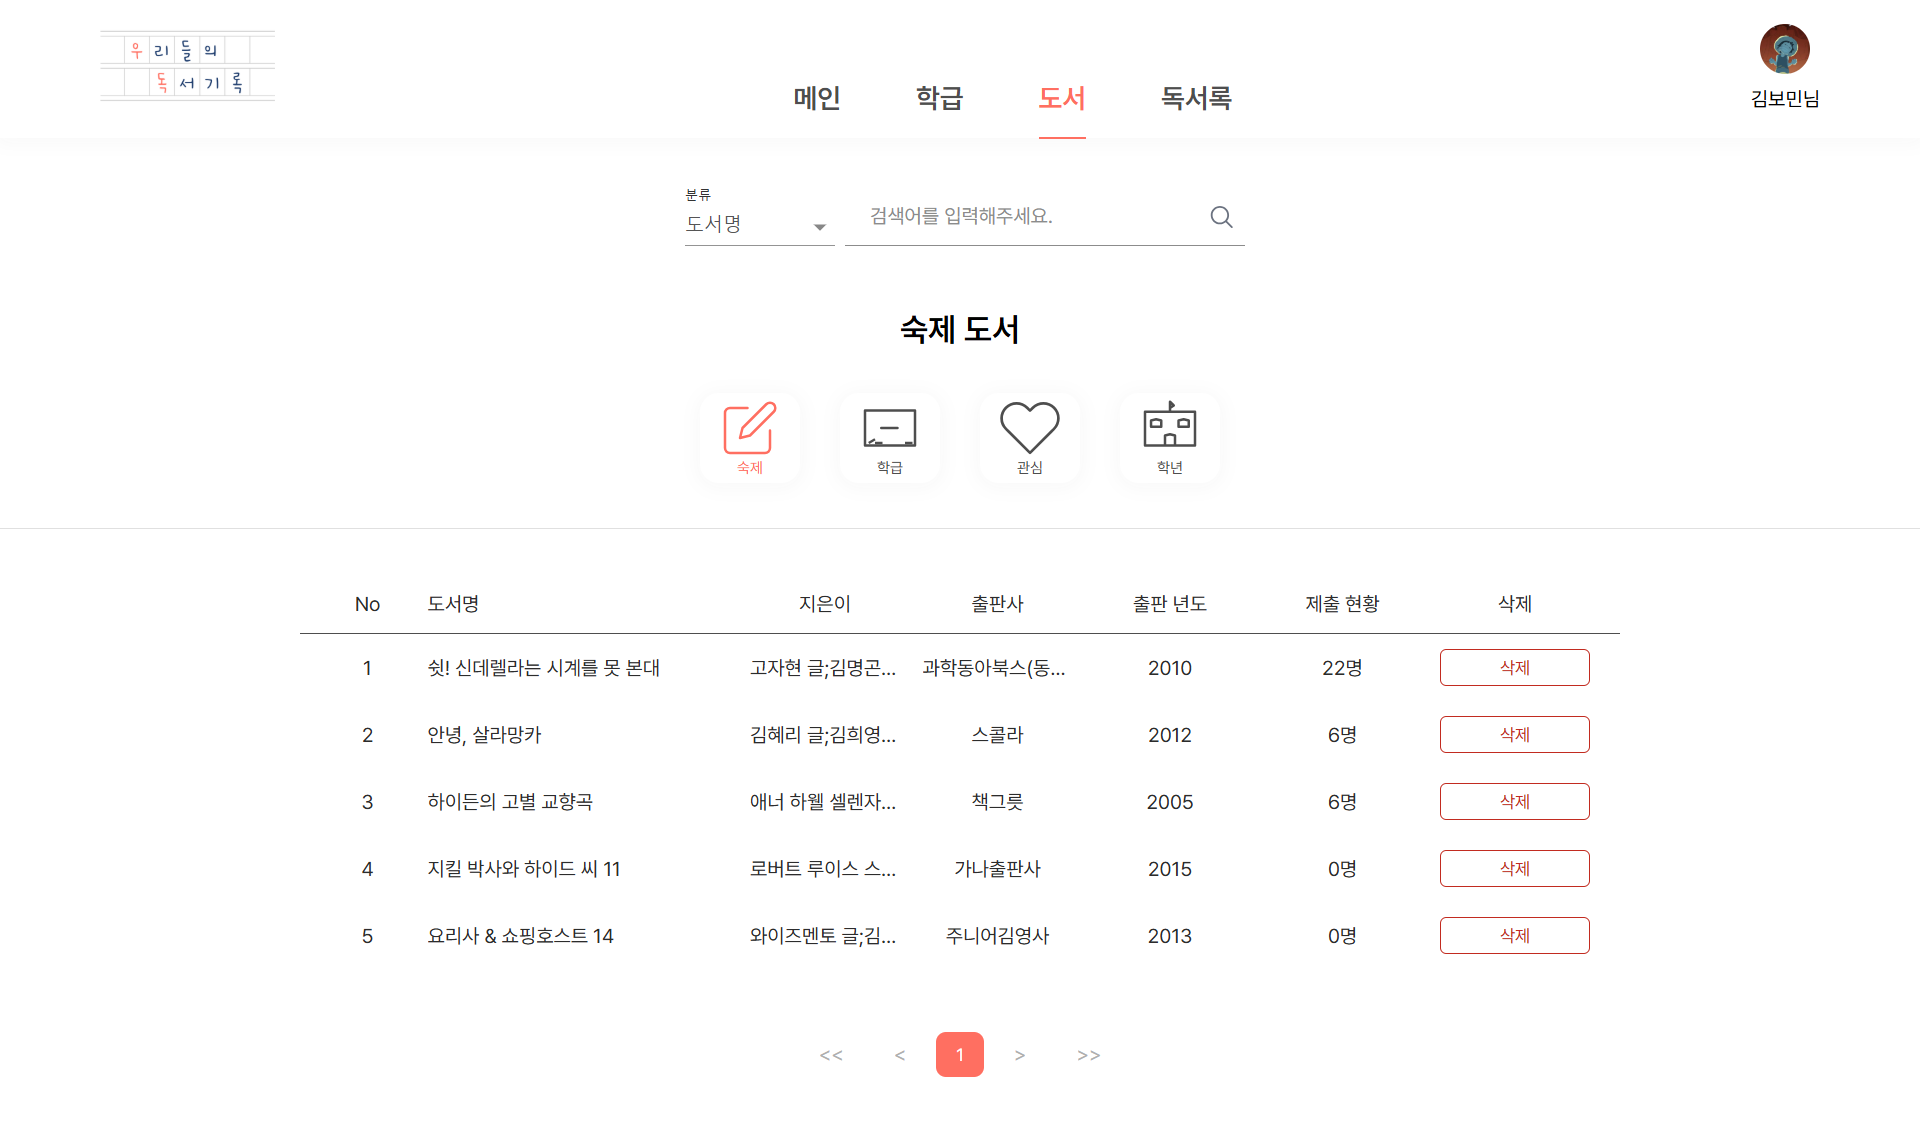 우리들의
독서기록
메인 학급 도서 독서록
김보민님
분류
도서명
검색어를 입력해주세요.
숙제 도서
숙제 학급 관심 학년
No 도서명 지은이 출판사 출판 년도 제출 현황 삭제
1 쉿! 신데렐라는 시계를 못 본대 고자현 글;김명곤... 과학동아북스(동... 2010 22명 삭제
2 안녕, 살라망카 김혜리 글;김희영... 스콜라 2012 6명 삭제
3 하이든의 고별 교향곡 애너 하웰 셀렌자... 책그릇 2005 6명 삭제
4 지킬 박사와 하이드 씨 11 로버트 루이스 스... 가나출판사 2015 0명 삭제
5 요리사 & 쇼핑호스트 14 와이즈멘토 글;김... 주니어김영사 2013 0명 삭제
<< < 1 > >>